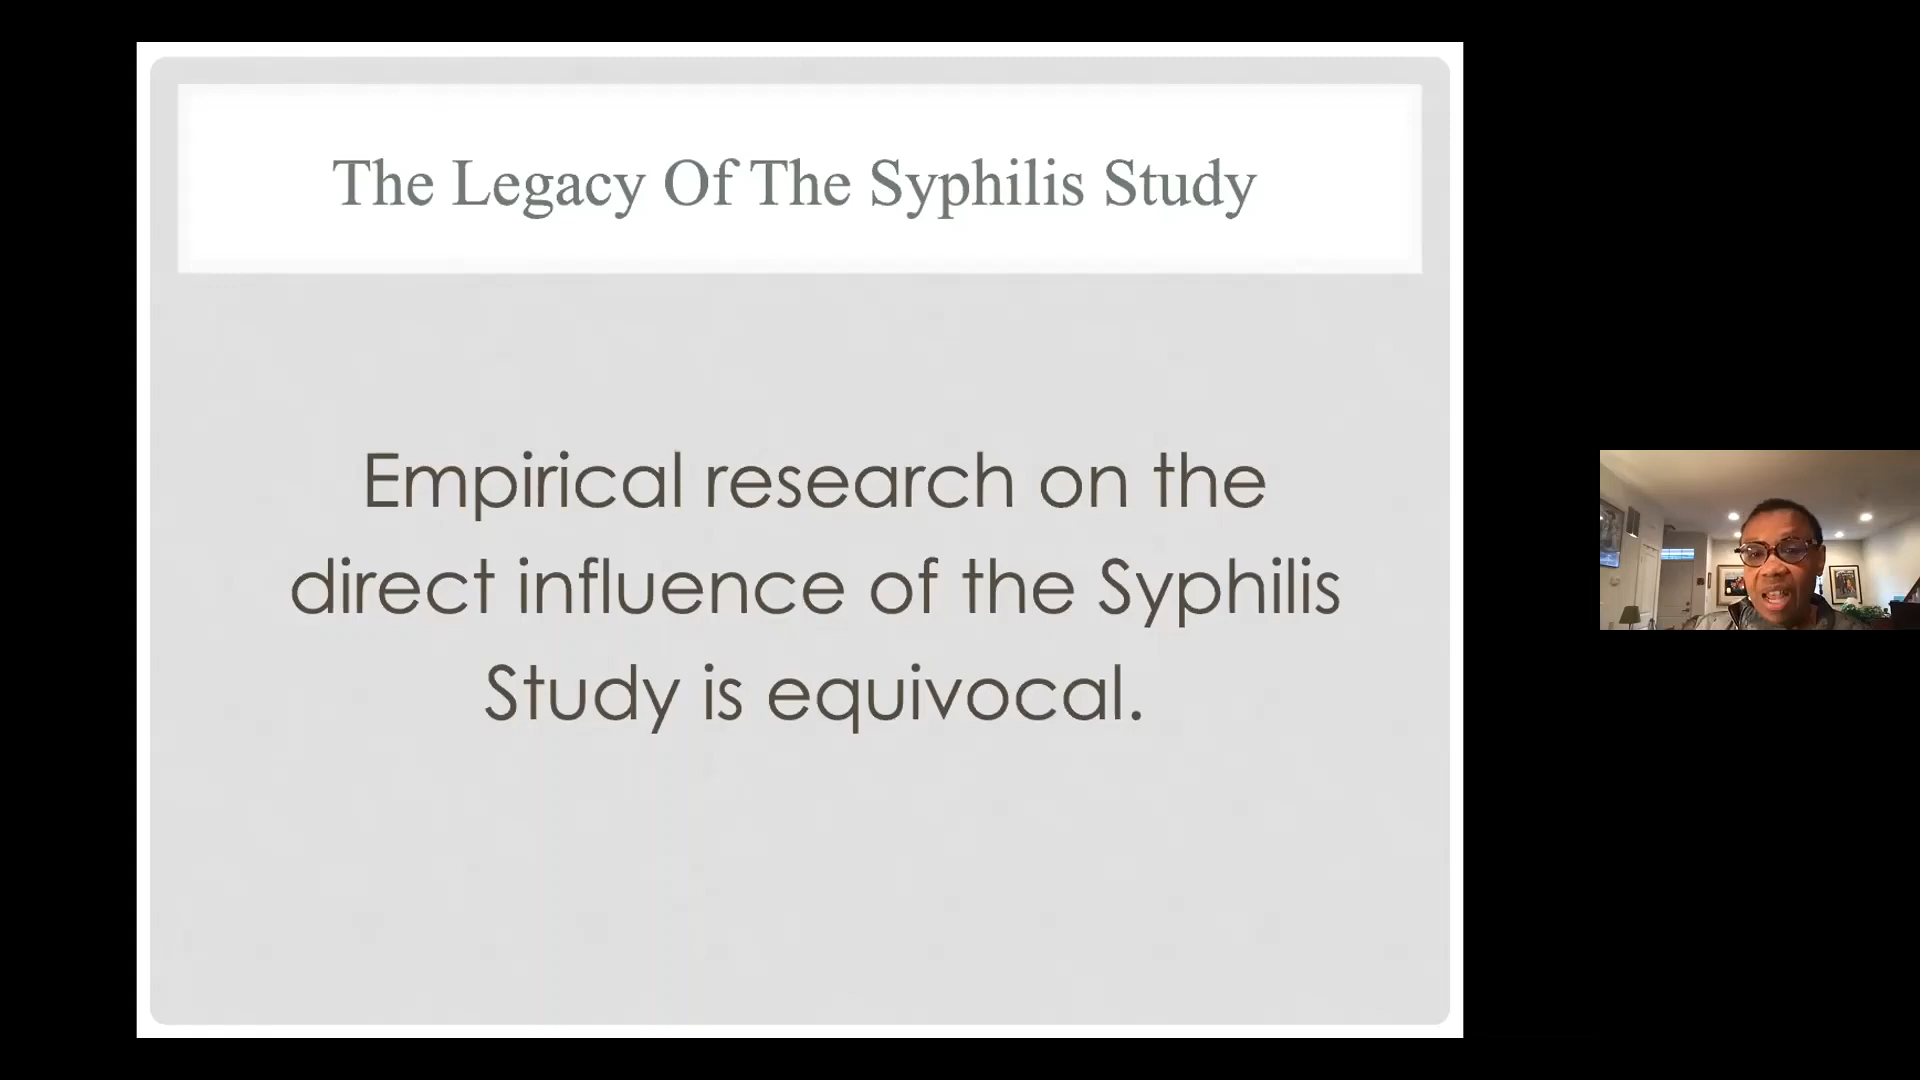 The Legacy Of The Syphilis Study
Empirical research on the
direct influence of the Syphilis
Study is equivocal.